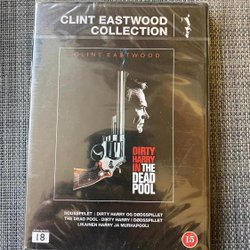 CLINT EASTWOOD
COLLECTION
CLINT EASTWOOD
DIRTY
HARRY
IN THE
DEAD
POOL
DÖDSSPELET | DIRTY HARRY OG DØDSSPILLET
THE DEAD POOL - DIRTY HARRY I DØDSSPILLET
LIKAINEN HARRY JA MURHAPOOLI
18
15